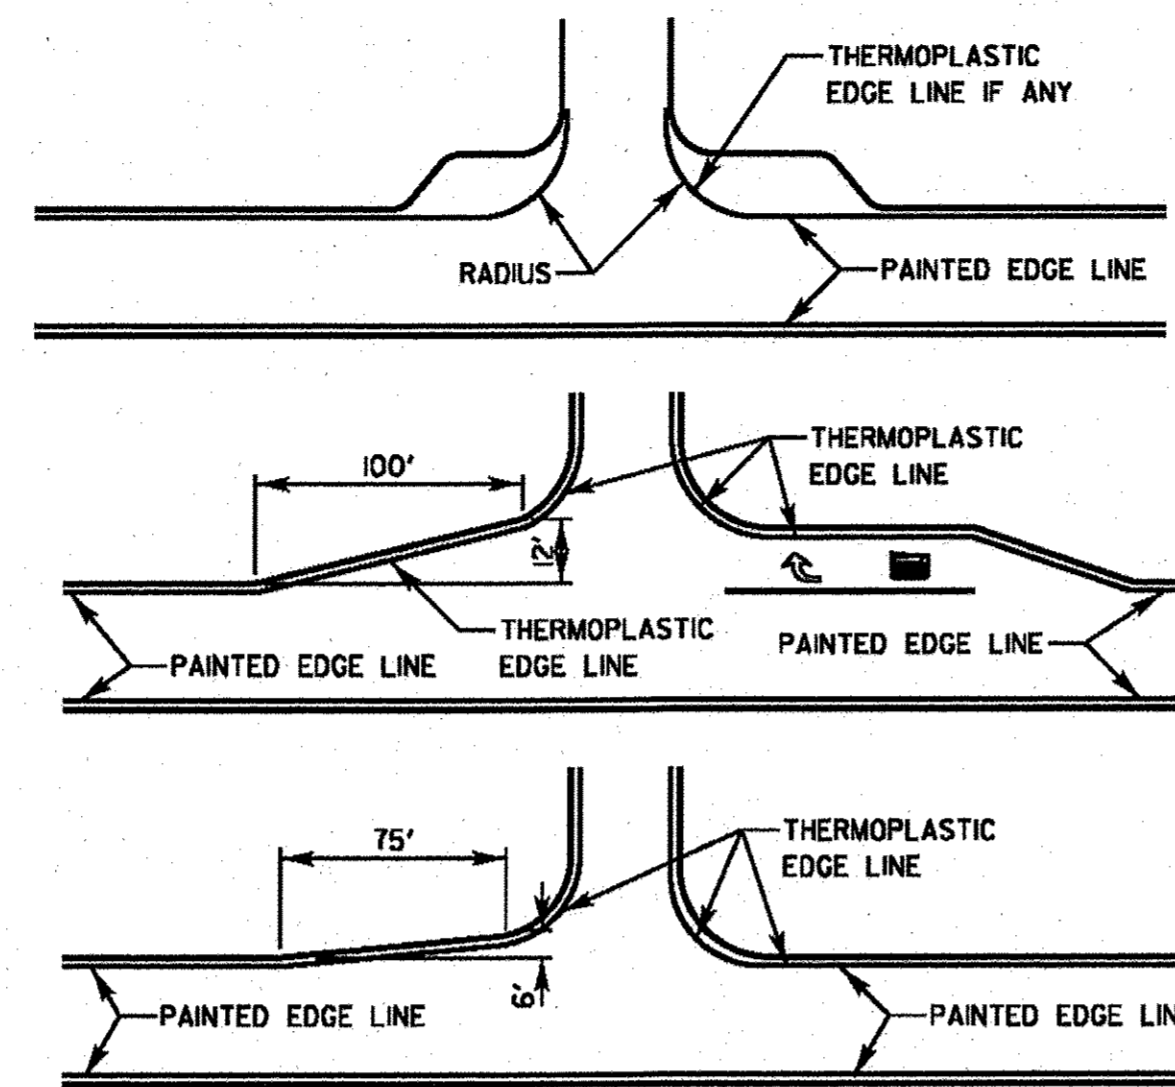 THERMOPLASTIC
EDGE LINE IF ANY
RADIUS
PAINTED EDGE LINE
THERMOPLASTIC
EDGE LINE
100'
12'
THERMOPLASTIC
EDGE LINE
PAINTED EDGE LINE
PAINTED EDGE LINE
THERMOPLASTIC
EDGE LINE
75'
6'
PAINTED EDGE LINE
PAINTED EDGE LIN